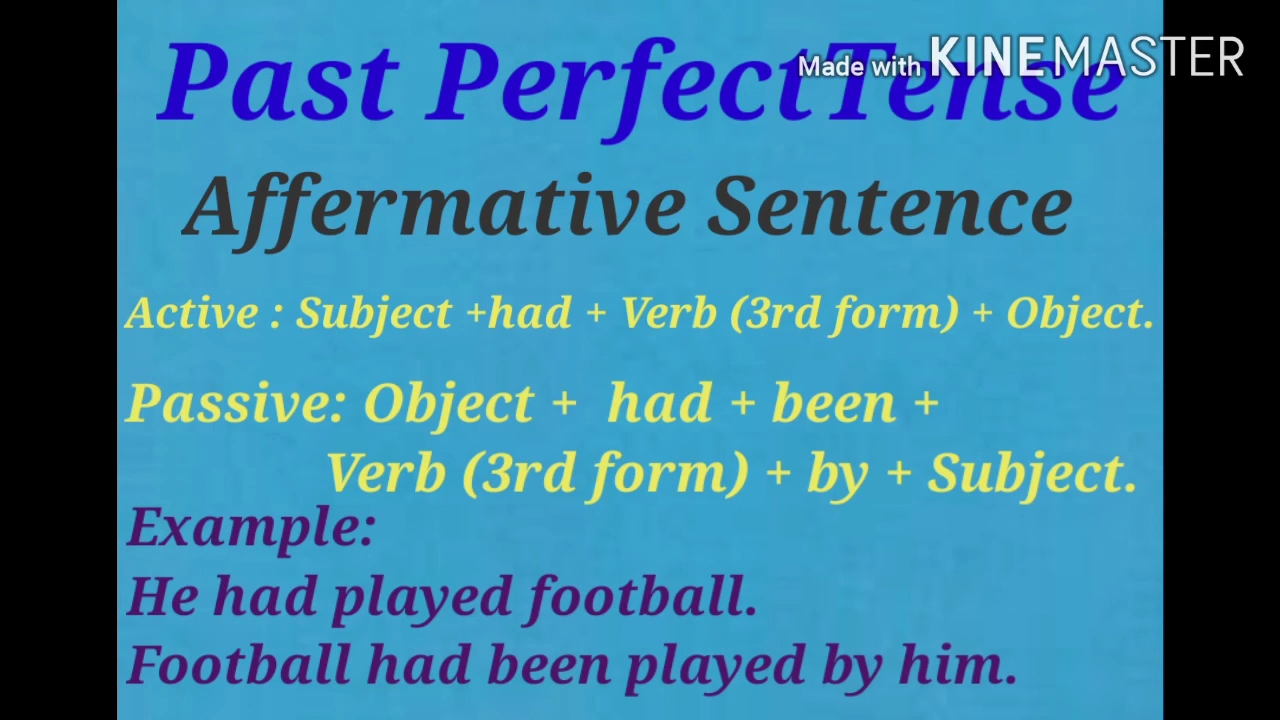 Made with KINEMASTER
Past PerfectTense
Affermative Sentence
Active : Subject +had + Verb (3rd form) + Object.
Passive: Object + had + been +
Verb (3rd form) + by + Subject.
Example:
He had played football.
Football had been played by him.